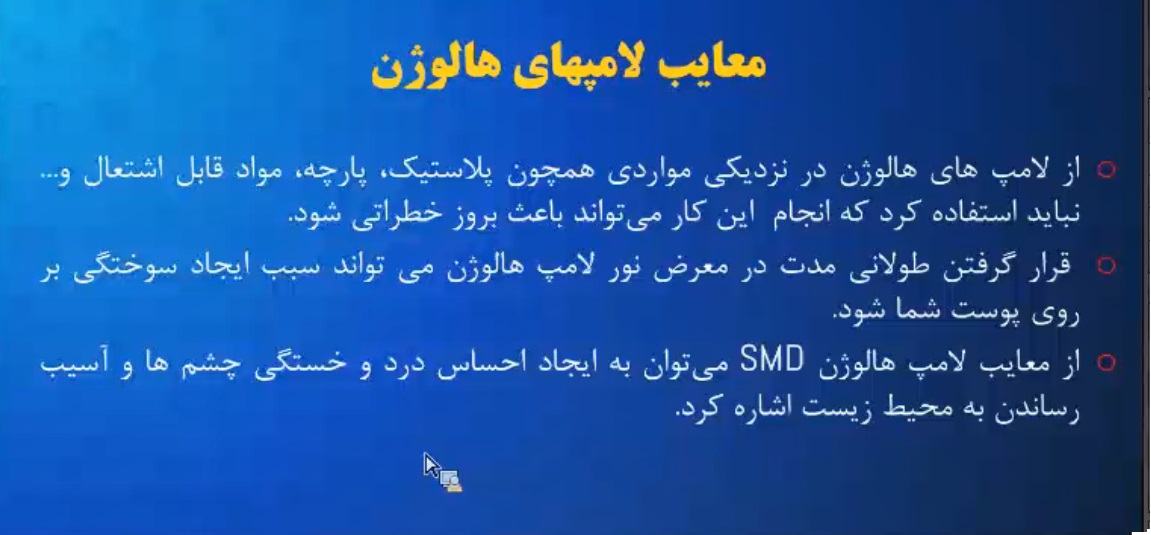 معایب لامپهای هالوژن
از لامپ های هالوژن در نزدیکی مواردی همچون پلاستیک، پارچه، مواد قابل اشتعال و...
نباید استفاده کرد که انجام این کار می‌تواند باعث بروز خطراتی شود.
قرار گرفتن طولانی مدت در معرض نور لامپ هالوژن می تواند سبب ایجاد سوختگی بر
روی پوست شما شود.
از معایب لامپ هالوژن SMD می‌توان به ایجاد احساس درد و خستگی چشم ها و آسیب
رساندن به محیط زیست اشاره کرد.